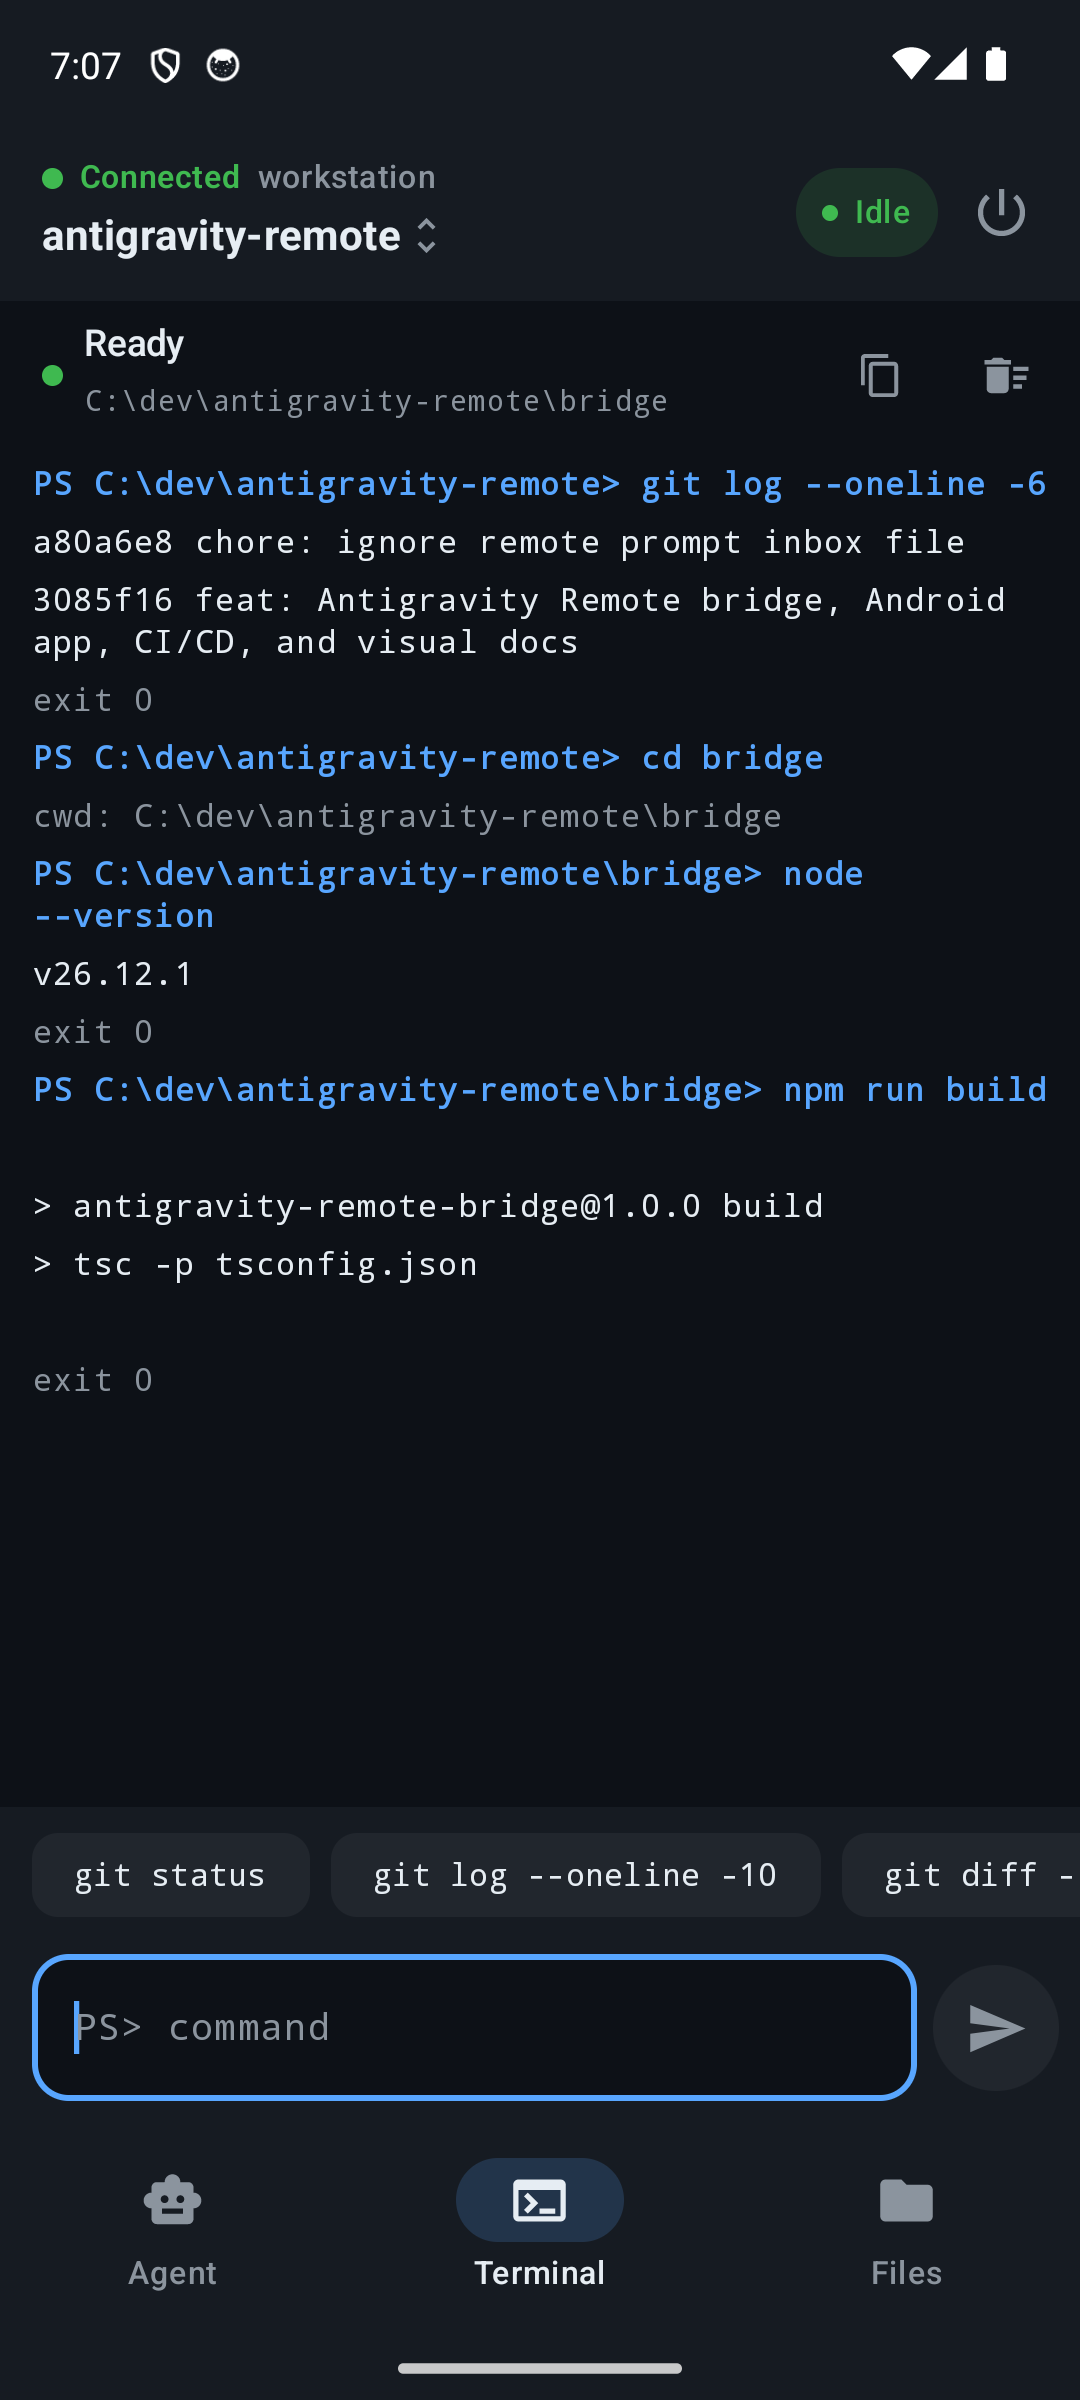 7:07
Connected workstation
antigravity-remote
Idle
Ready
C:\dev\antigravity-remote\bridge
PS C:\dev\antigravity-remote> git log --oneline -6
a80a6e8 chore: ignore remote prompt inbox file
3085f16 feat: Antigravity Remote bridge, Android
app, CI/CD, and visual docs
exit 0
PS C:\dev\antigravity-remote> cd bridge
cwd: C:\dev\antigravity-remote\bridge
PS C:\dev\antigravity-remote\bridge> node
--version
v26.12.1
exit 0
PS C:\dev\antigravity-remote\bridge> npm run build
> antigravity-remote-bridge@1.0.0 build
> tsc -p tsconfig.json
exit 0
git status
git log --oneline -10
git diff -
PS> command
Agent
Terminal
Files